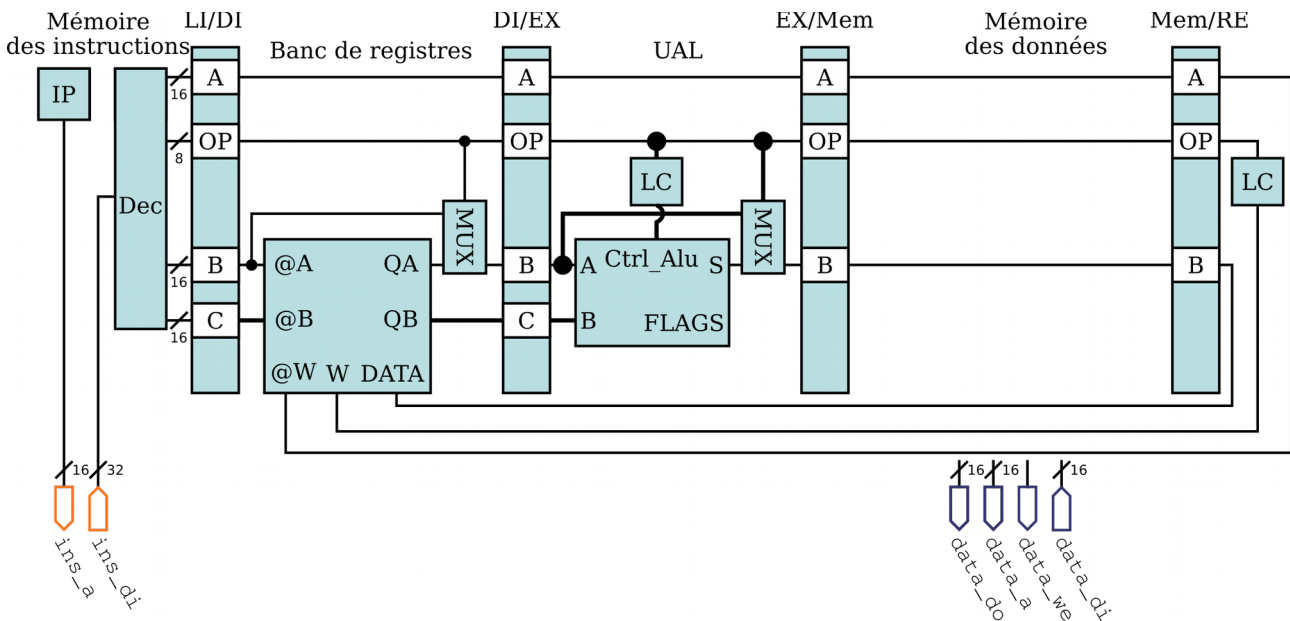 Mémoire
des instructions
LI/DI
Banc de registres
DI/EX
UAL
EX/Mem
Mémoire
des données
Mem/RE
IP
A
16
A
A
A
OP
8
OP
OP
OP
LC
LC
Dec
MUX
MUX
B
16
@A
QA
B
A
Ctrl_Alu
S
B
B
C
16
@B
QB
C
B
FLAGS
@W
W
DATA
16
32
16
16
16
ins_a
ins_di
data_do
data_a
data_we
data_di